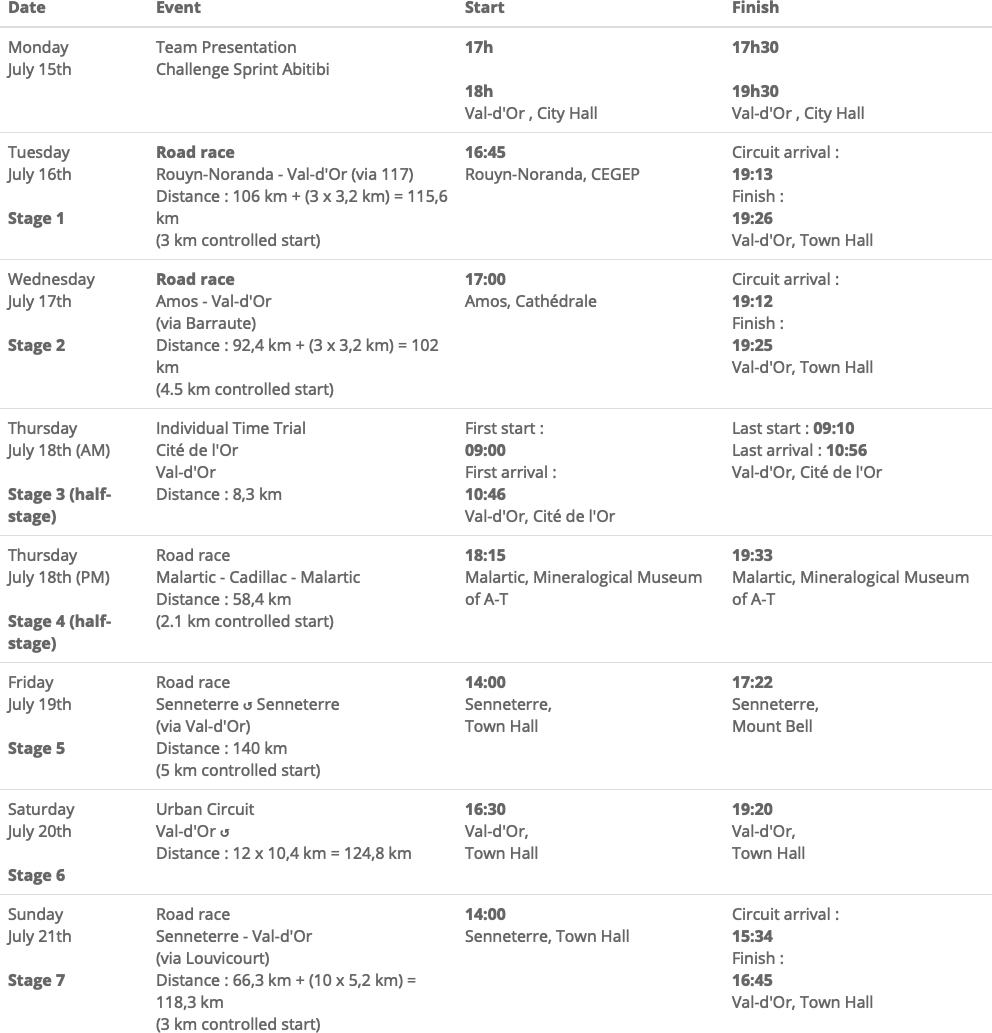 Date Event Start Finish
Monday Team Presentation 17h 17h30
July 15th Challenge Sprint Abitibi
18h 19h30
Val-d'Or , City Hall Val-d'Or , City Hall
Tuesday Road race 16:45 Circuit arrival :
July 16th Rouyn-Noranda - Val-d'Or (via 117) Rouyn-Noranda, CEGEP 19:13
Distance : 106 km + (3 x 3,2 km) = 115,6 Finish :
Stage 1 km 19:26
(3 km controlled start) Val-d'Or, Town Hall
Wednesday Road race 17:00 Circuit arrival :
July 17th Amos - Val-d'Or Amos, Cathédrale 19:12
(via Barraute) Finish :
Stage 2 Distance : 92,4 km + (3 x 3,2 km) = 102 19:25
km Val-d'Or, Town Hall
(4.5 km controlled start)
Thursday Individual Time Trial First start : Last start : 09:10
July 18th (AM) Cité de l'Or 09:00 Last arrival : 10:56
Val-d'Or First arrival : Val-d'Or, Cité de l'Or
Stage 3 (half- Distance : 8,3 km 10:46
stage) Val-d'Or, Cité de l'Or
Thursday Road race 18:15 19:33
July 18th (PM) Malartic - Cadillac - Malartic Malartic, Mineralogical Museum Malartic, Mineralogical Museum
Distance : 58,4 km of A-T of A-T
Stage 4 (half- (2.1 km controlled start)
stage)
Friday Road race 14:00 17:22
July 19th Senneterre ↺ Senneterre Senneterre, Senneterre,
(via Val-d'Or) Town Hall Mount Bell
Stage 5 Distance : 140 km
(5 km controlled start)
Saturday Urban Circuit 16:30 19:20
July 20th Val-d'Or ↺ Val-d'Or, Val-d'Or,
Distance : 12 x 10,4 km = 124,8 km Town Hall Town Hall
Stage 6
Sunday Road race 14:00 Circuit arrival :
July 21th Senneterre - Val-d'Or Senneterre, Town Hall 15:34
(via Louvicourt) Finish :
Stage 7 Distance : 66,3 km + (10 x 5,2 km) = 16:45
118,3 km Val-d'Or, Town Hall
(3 km controlled start)